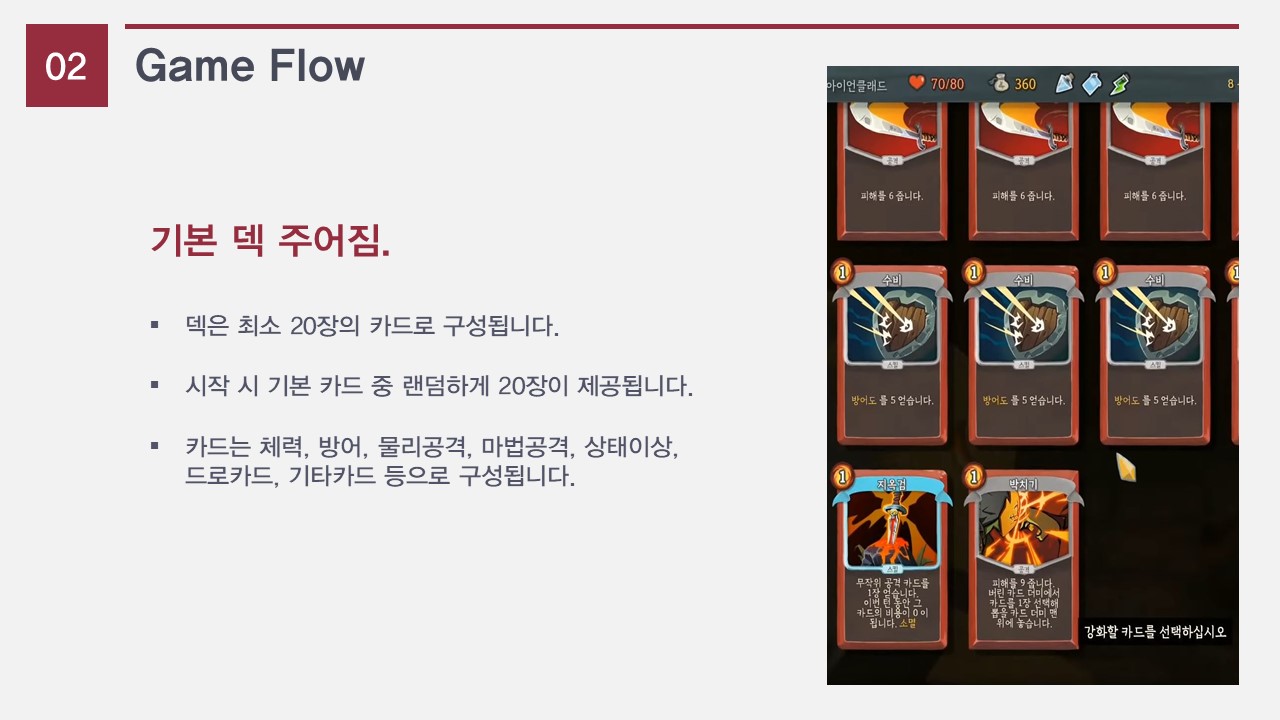 02
Game Flow
기본 덱 주어짐.
▪ 덱은 최소 20장의 카드로 구성됩니다.
▪ 시작 시 기본 카드 중 랜덤하게 20장이 제공됩니다.
▪ 카드는 체력, 방어, 물리공격, 마법공격, 상태이상,
드로카드, 기타카드 등으로 구성됩니다.
아이언클래드 70/80 360 8
공격 공격 공격
피해를 6 줍니다. 피해를 6 줍니다. 피해를 6 줍니다.
1 1 1 1
수비 수비 수비
스킬 스킬 스킬
방어도 를 5 얻습니다. 방어도 를 5 얻습니다. 방어도 를 5 얻습니다.
1
지옥검
스킬
무작위 공격 카드를
1장 얻습니다.
이번 턴 동안 그
카드의 비용이 0 이
됩니다. 소멸
1
박치기
공격
피해를 9 줍니다.
버린 카드 더미에서
카드를 1장 선택해
뽑을 카드 더미 맨
위에 놓습니다.
강화할 카드를 선택하십시오